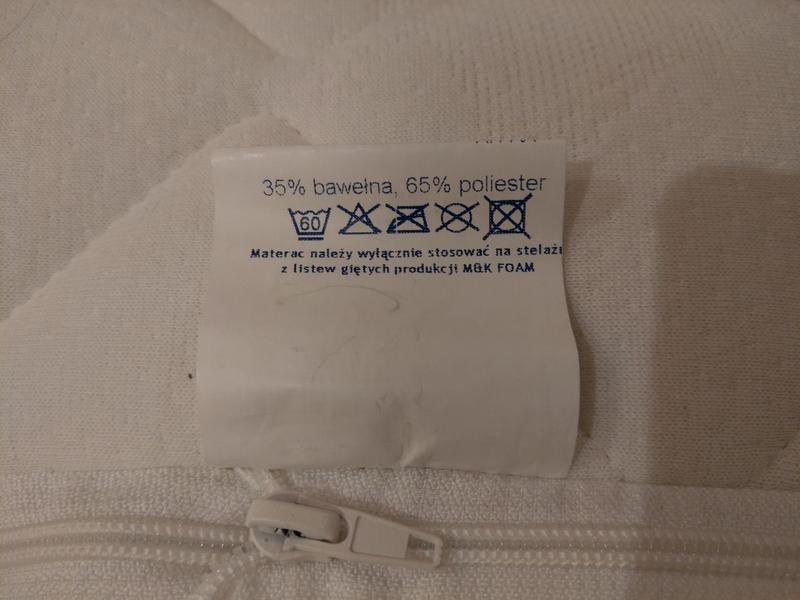 35% bawełna, 65% poliester
60
Materac należy wyłącznie stosować na stelażu
z listew giętych produkcji M&K FOAM